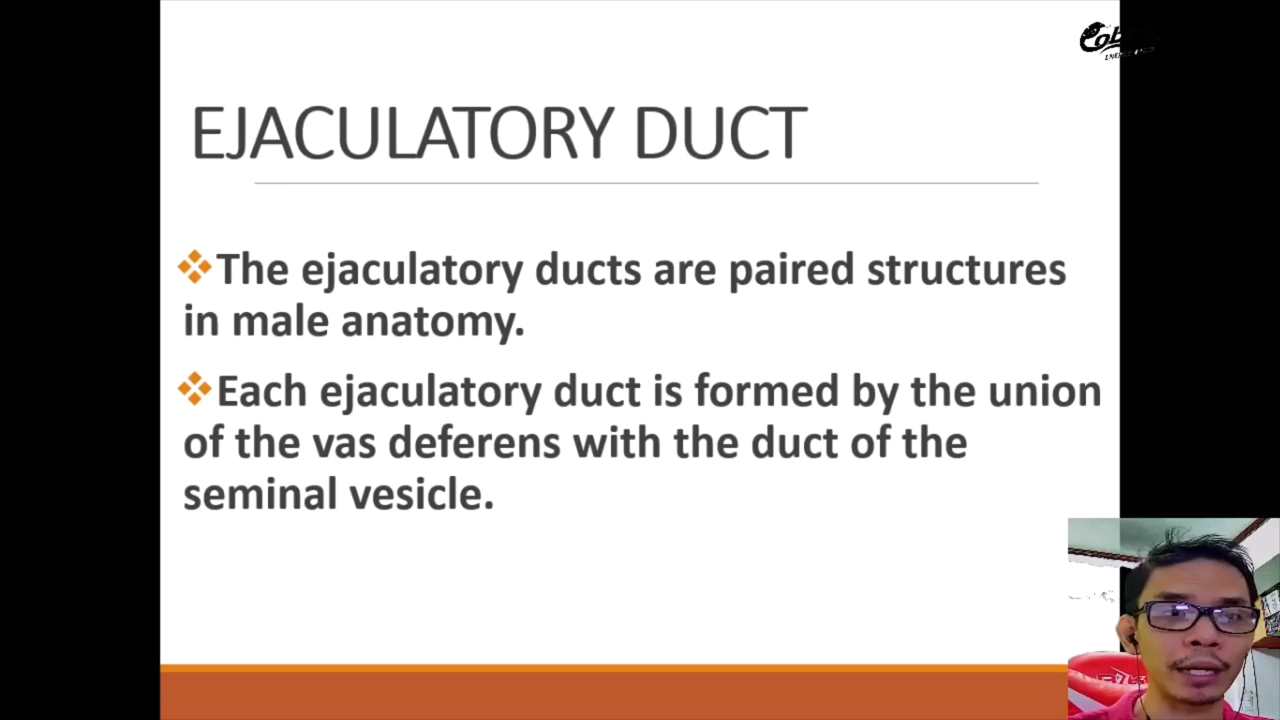 EJACULATORY DUCT
❖The ejaculatory ducts are paired structures
in male anatomy.
❖Each ejaculatory duct is formed by the union
of the vas deferens with the duct of the
seminal vesicle.